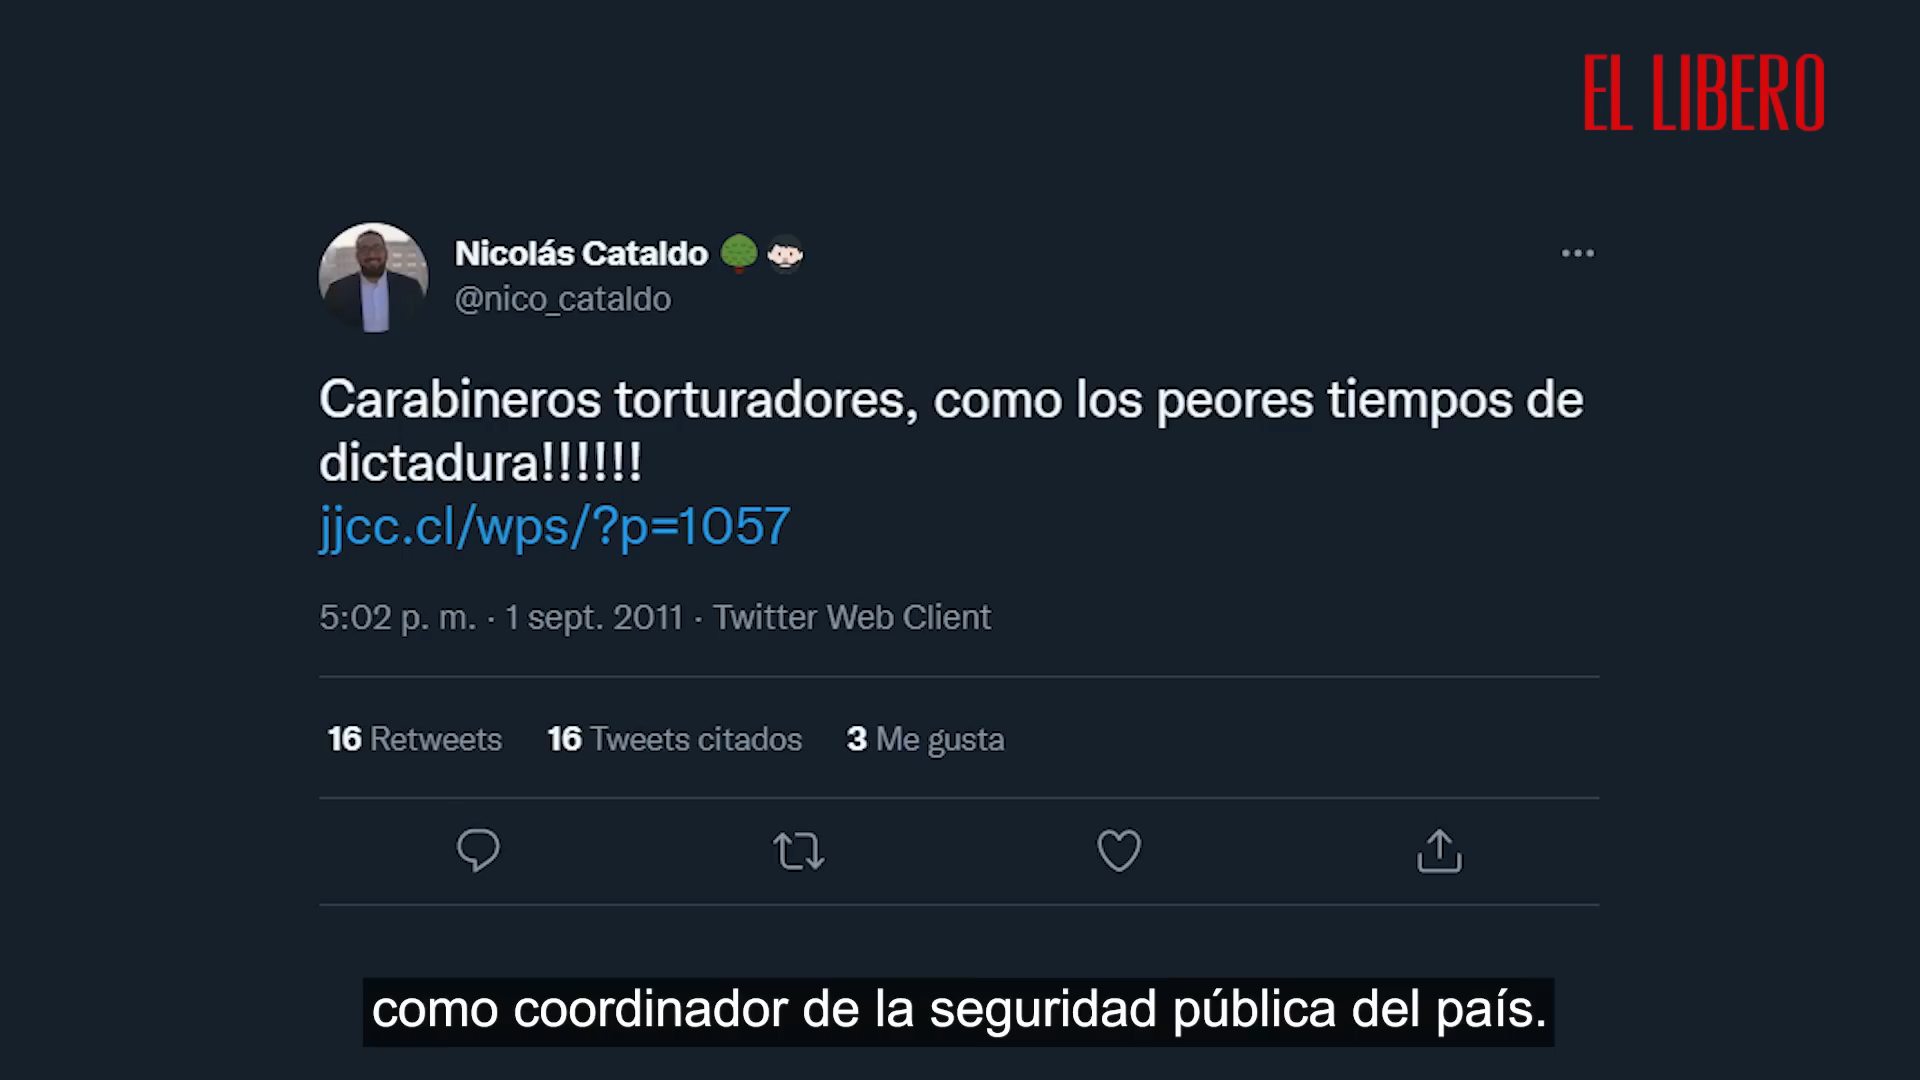 EL LIBERO
Nicolás Cataldo
@nico_cataldo
Carabineros torturadores, como los peores tiempos de
dictadura!!!!!!
jjcc.cl/wps/?p=1057
5:02 p. m. · 1 sept. 2011 · Twitter Web Client
16 Retweets 16 Tweets citados 3 Me gusta
como coordinador de la seguridad pública del país.